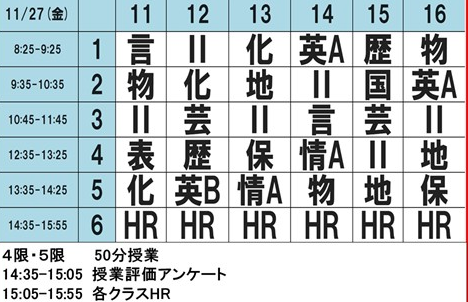 11/27(金) 11 12 13 14 15 16
8:25-9:25 1 言 Ⅱ 化 英A 歴 物
9:35-10:35 2 物 化 地 Ⅱ 国 英A
10:45-11:45 3 Ⅱ 芸 Ⅱ 言 芸 Ⅱ
12:35-13:25 4 表 歴 保 情A Ⅱ 地
13:35-14:25 5 化 英B 情A 物 地 保
14:35-15:55 6 HR HR HR HR HR HR
４限・５限 50分授業
14:35-15:05 授業評価アンケート
15:05-15:55 各クラスHR